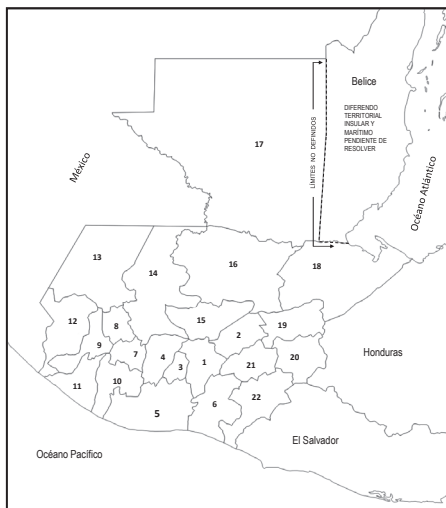 Belice
DIFERENDO
TERRITORIAL
INSULAR Y
MARÍTIMO
PENDIENTE DE
RESOLVER
LÍMITES NO DEFINIDOS
17
México
Océano Atlántico
13
14
16
18
12
8
15
2
19
9
7
4
3
1
21
20
Honduras
11
10
5
6
22
El Salvador
Océano Pacífico